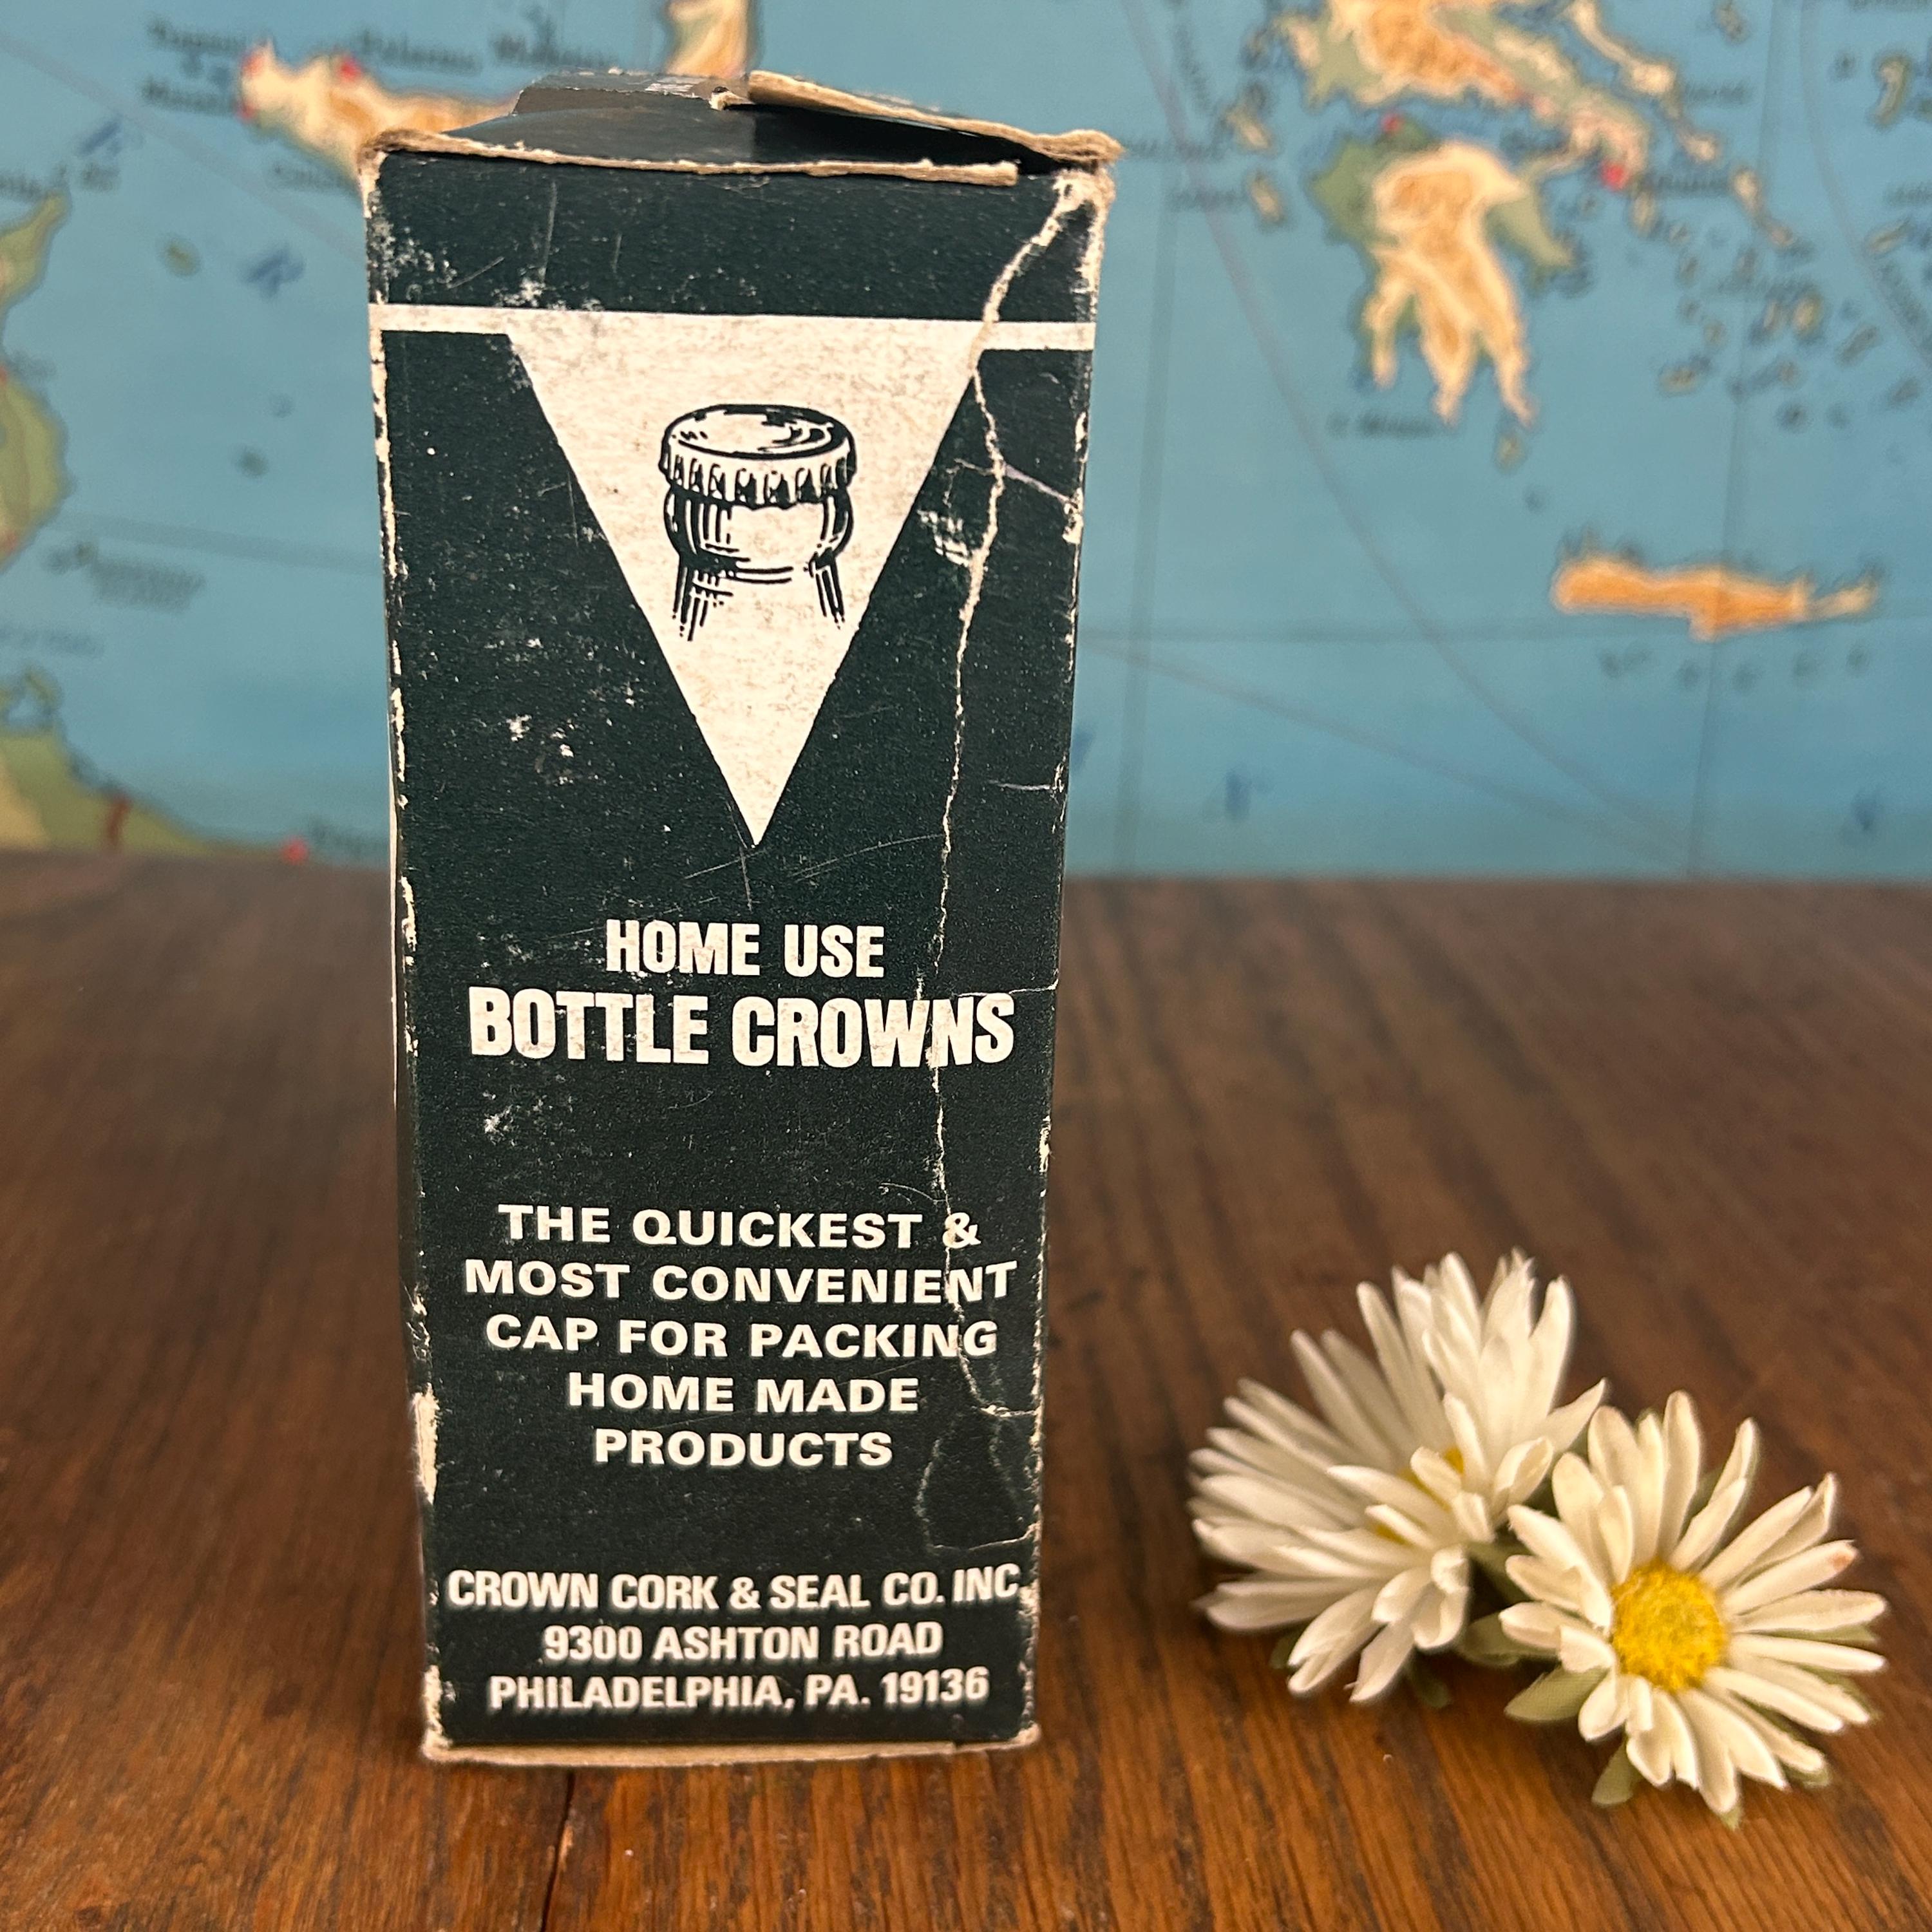 HOME USE
BOTTLE CROWNS
THE QUICKEST &
MOST CONVENIENT
CAP FOR PACKING
HOME MADE
PRODUCTS
CROWN CORK & SEAL CO. INC.
9300 ASHTON ROAD
PHILADELPHIA, PA. 19136